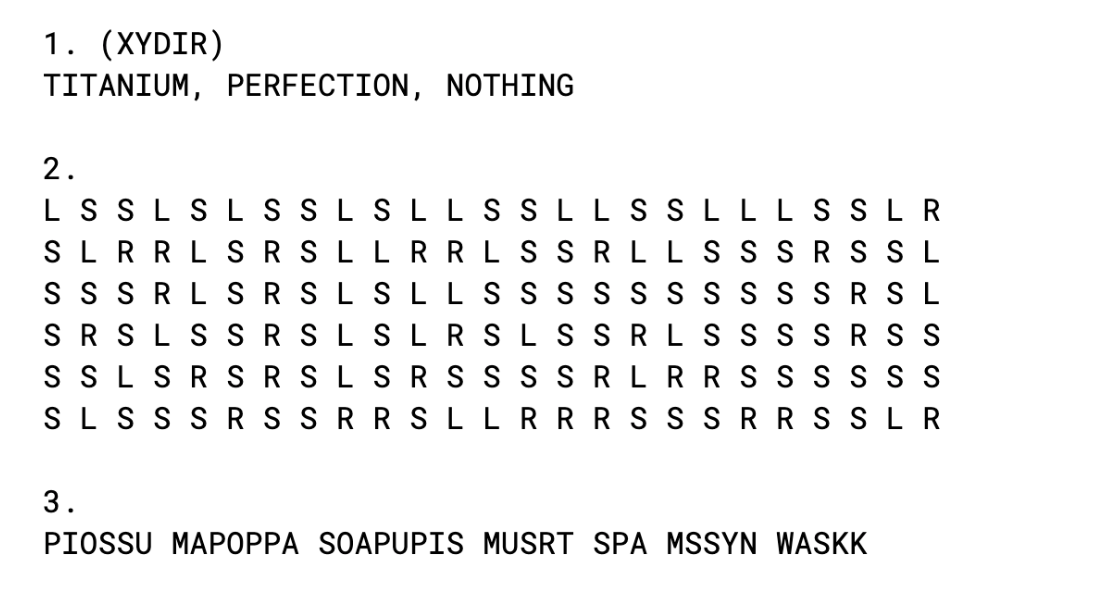 1. (XYDIR)
TITANIUM, PERFECTION, NOTHING
2.
L S S L S L S S L S L L S S L L S S L L L S S L R
S L R R L S R S L L R R L S S R L L S S S R S S L
S S S R L S R S L S L L S S S S S S S S S S R S L
S R S L S S R S L S L R S L S S R L S S S S R S S
S S L S R S R S L S R S S S S R L R R S S S S S S
S L S S S R S S R R S L L R R R S S S R R S S L R
3.
PIOSSU MAPOPPA SOAPUPIS MUSRT SPA MSSYN WASKK